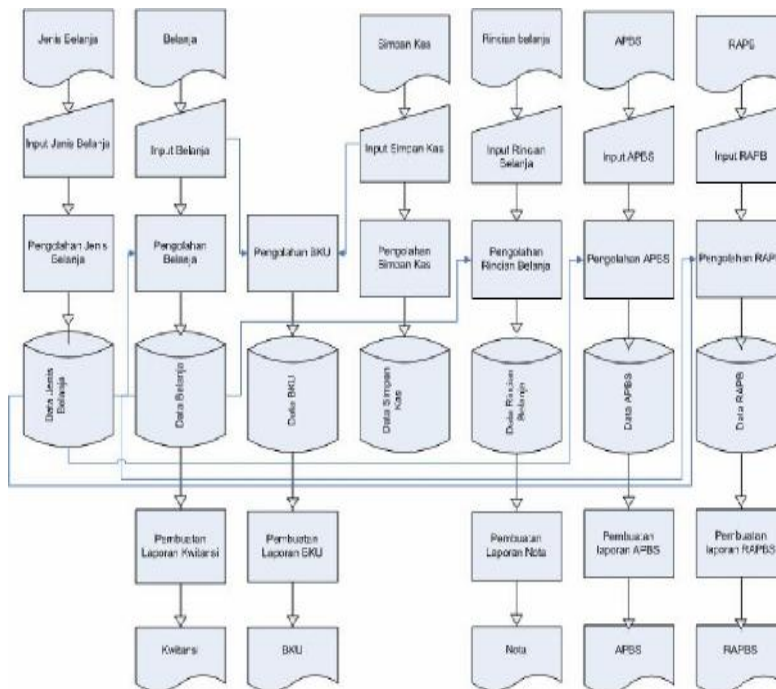 Jenis Belanja
Belanja
Simpan Kas
Rincian belanja
APBS
RAPS
Input Jenis Belanja
Input Belanja
Input Simpan Kas
Input Rincian
Belanja
Input APBS
Input RAPB
Pengolahan Jenis
Belanja
Pengolahan
Belanja
Pengolahan BKU
Pengolahan
Simpan Kas
Pengolahan
Rincian Belanja
Pengolahan APBS
Pengolahan RAPB
Data Jenis
Belanja
Data Belanja
Data BKU
Data Simpan
Kas
Data Rincian
Belanja
Data APBS
Data RAPB
Pembuatan
Laporan Kwitansi
Pembuatan
Laporan BKU
Pembuatan
Laporan Nota
Pembuatan
laporan APBS
Pembuatan
laporan RAPBS
Kwitansi
BKU
Nota
APBS
RAPBS